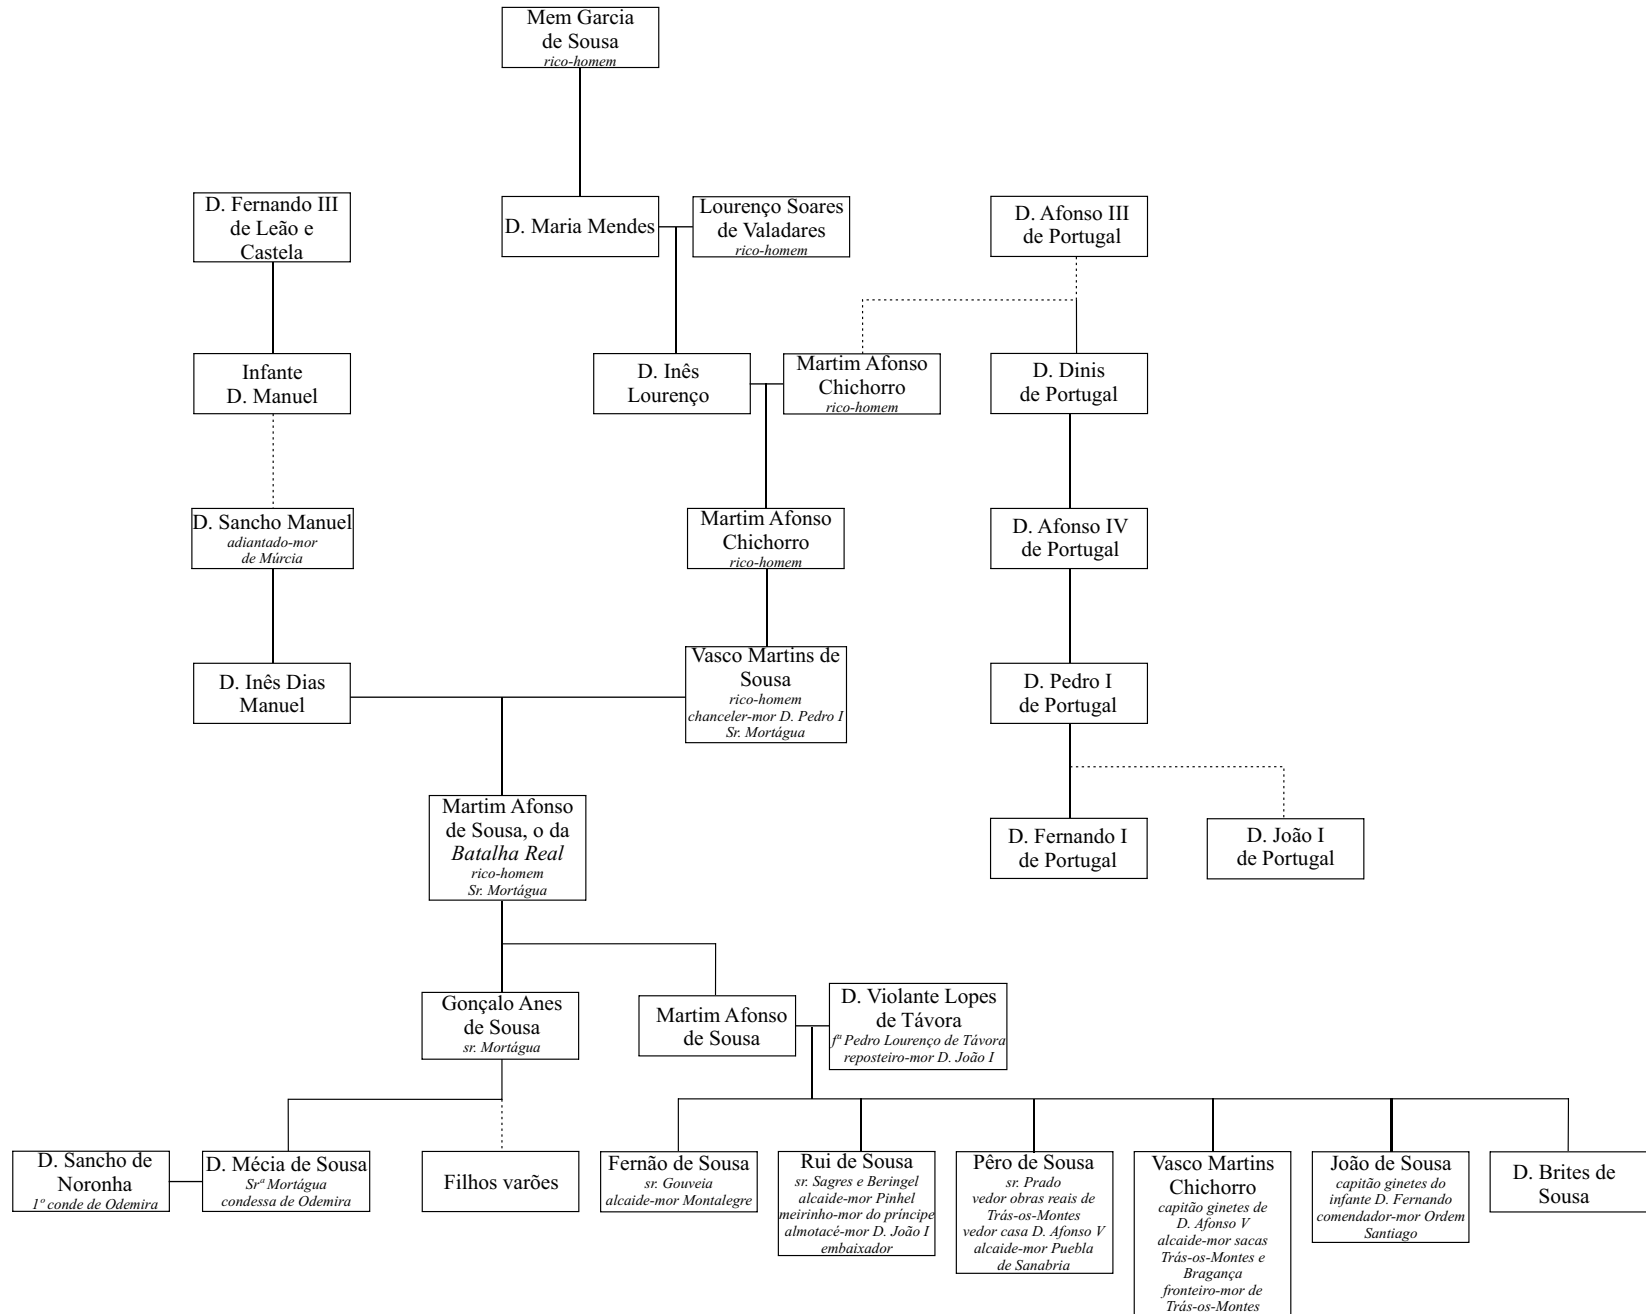 Mem Garcia
de Sousa
rico-homem
D. Fernando III
de Leão e
Castela
D. Maria Mendes
Lourenço Soares
de Valadares
rico-homem
D. Afonso III
de Portugal
Infante
D. Manuel
D. Inês
Lourenço
Martim Afonso
Chichorro
rico-homem
D. Dinis
de Portugal
D. Sancho Manuel
adiantado-mor
de Múrcia
Martim Afonso
Chichorro
rico-homem
D. Afonso IV
de Portugal
D. Inês Dias
Manuel
Vasco Martins de
Sousa
rico-homem
chanceler-mor D. Pedro I
Sr. Mortágua
D. Pedro I
de Portugal
Martim Afonso
de Sousa, o da
Batalha Real
rico-homem
Sr. Mortágua
D. Fernando I
de Portugal
D. João I
de Portugal
Gonçalo Anes
de Sousa
sr. Mortágua
Martim Afonso
de Sousa
D. Violante Lopes
de Távora
fª Pedro Lourenço de Távora
reposteiro-mor D. João I
D. Sancho de
Noronha
1º conde de Odemira
D. Mécia de Sousa
Srª Mortágua
condessa de Odemira
Filhos varões
Fernão de Sousa
sr. Gouveia
alcaide-mor Montalegre
Rui de Sousa
sr. Sagres e Beringel
alcaide-mor Pinhel
meirinho-mor do príncipe
almotacé-mor D. João I
embaixador
Pêro de Sousa
sr. Prado
vedor obras reais de
Trás-os-Montes
vedor casa D. Afonso V
alcaide-mor Puebla
de Sanabria
Vasco Martins
Chichorro
capitão ginetes de
D. Afonso V
alcaide-mor sacas
Trás-os-Montes e
Bragança
fronteiro-mor de
Trás-os-Montes
João de Sousa
capitão ginetes do
infante D. Fernando
comendador-mor Ordem
Santiago
D. Brites de
Sousa